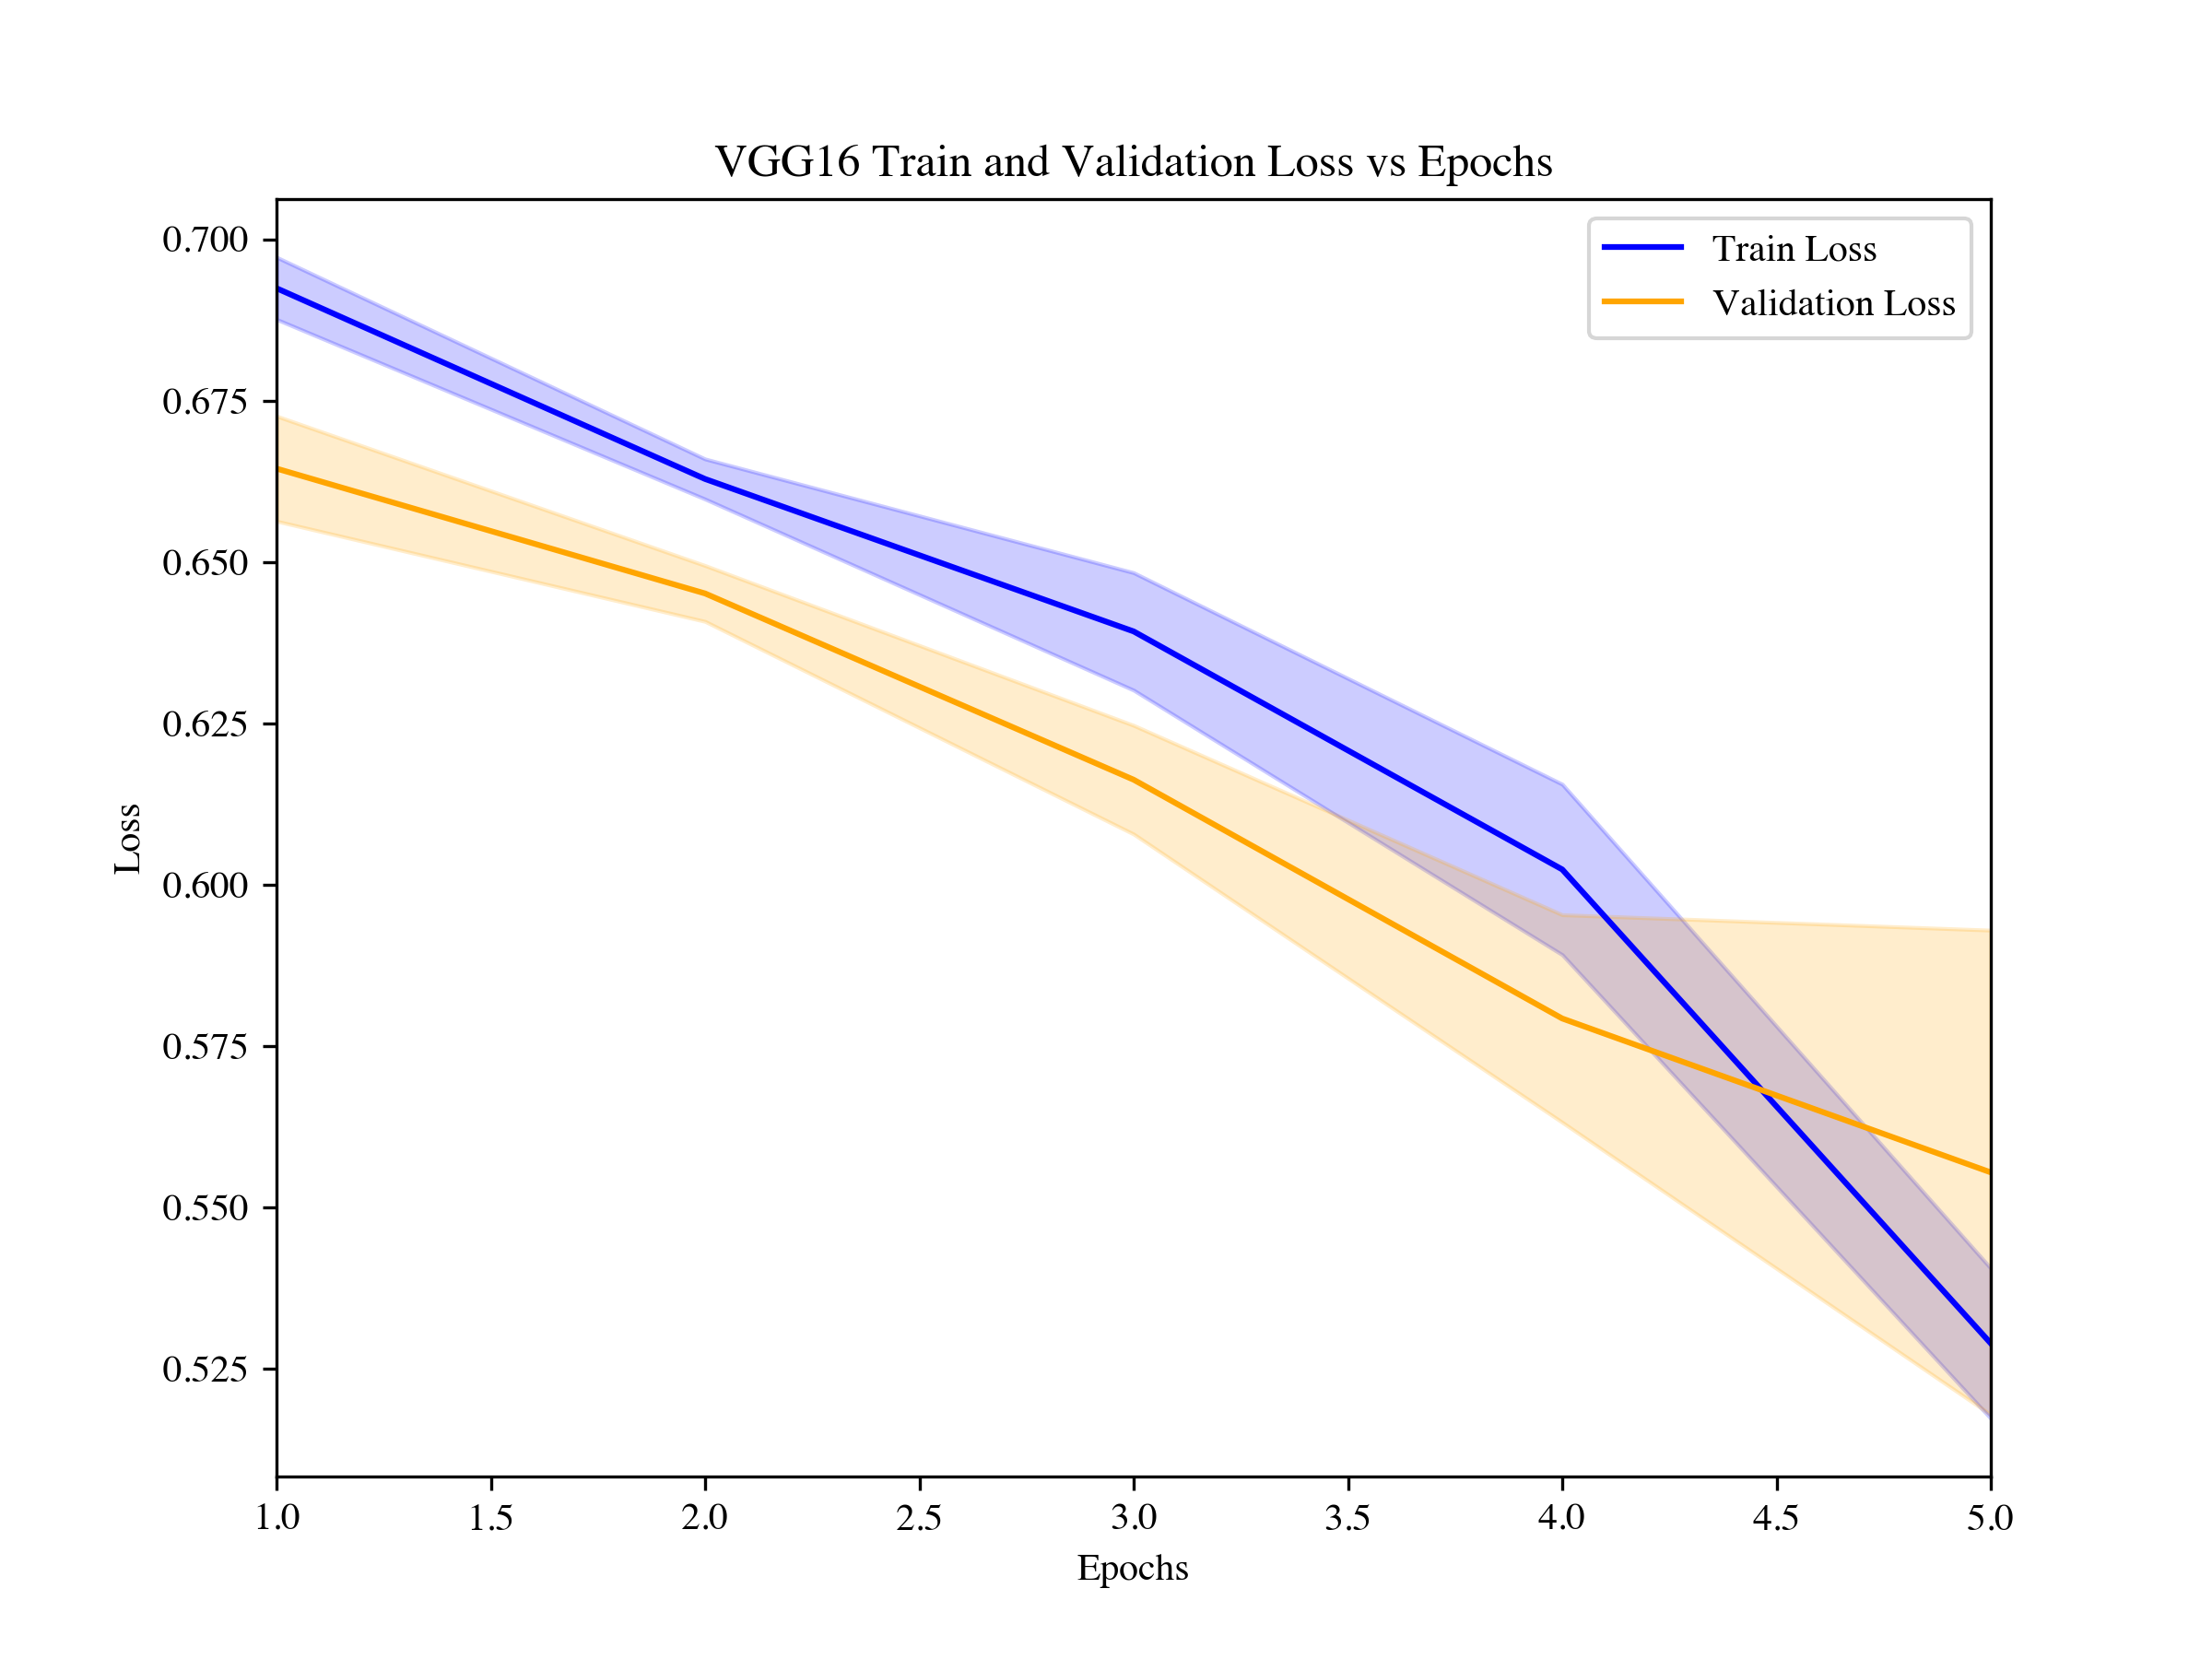 VGG16 Train and Validation Loss vs Epochs
Train Loss
Validation Loss
0.700
0.675
0.650
0.625
0.600
0.575
0.550
0.525
Loss
1.0 1.5 2.0 2.5 3.0 3.5 4.0 4.5 5.0
Epochs